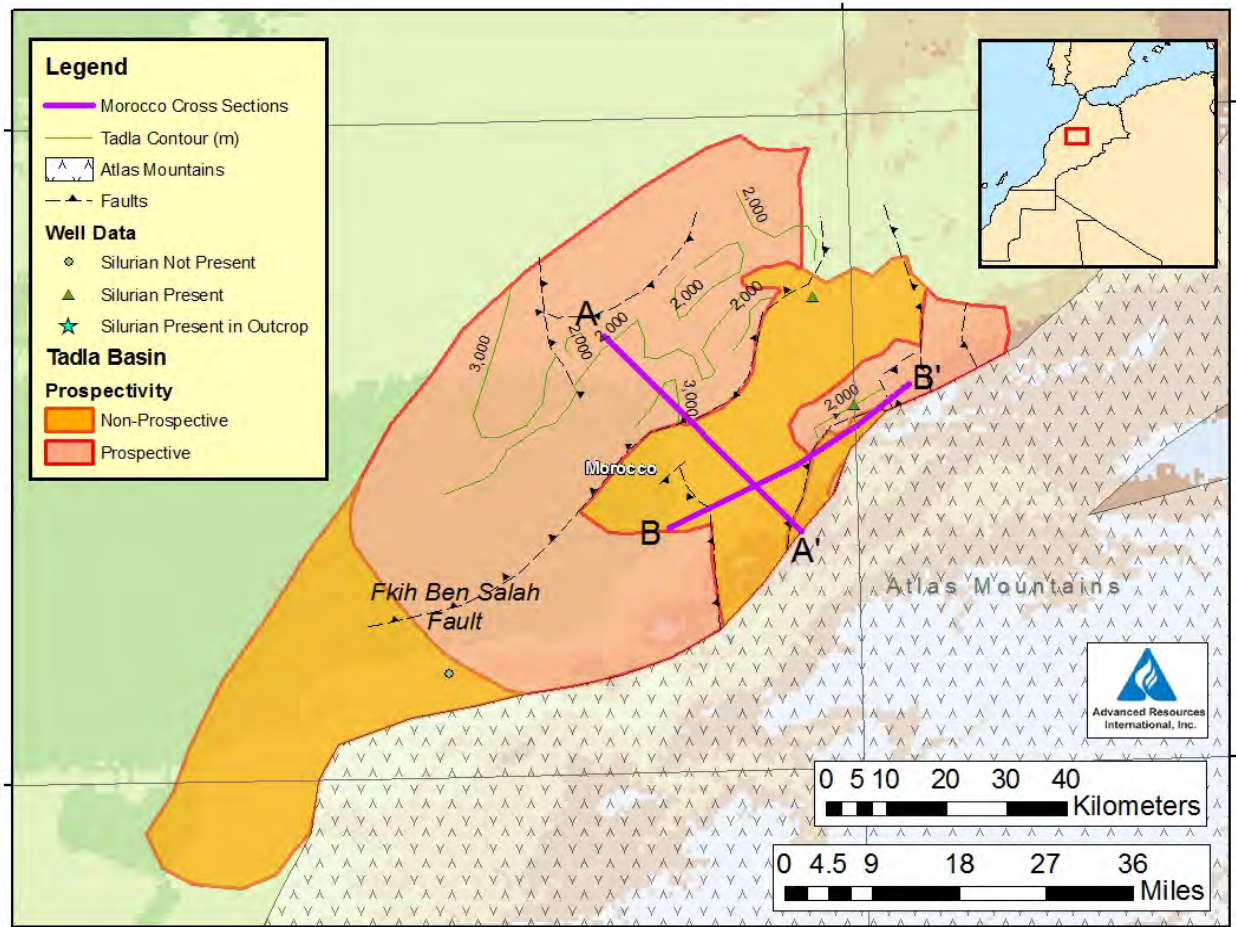 Legend
Morocco Cross Sections
Tadla Contour (m)
Atlas Mountains
Faults
Well Data
Silurian Not Present
Silurian Present
Silurian Present in Outcrop
Tadla Basin
Prospectivity
Non-Prospective
Prospective
2,000
2,000
2,000
A
2,000
2,000
3,000
3,000
2,000
B'
Morocco
B
A'
Fkih Ben Salah
Fault
Atlas Mountains
Advanced Resources
International, Inc.
0 5 10 20 30 40
Kilometers
0 4.5 9 18 27 36
Miles